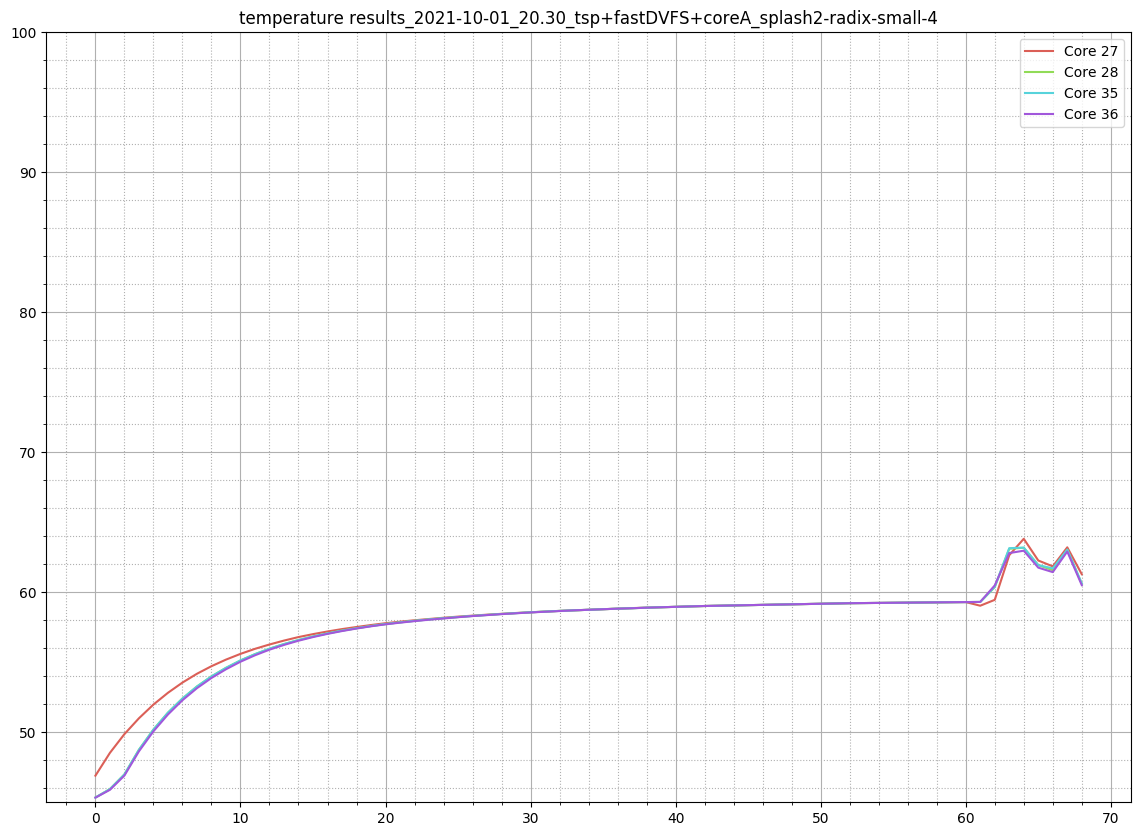 temperature results_2021-10-01_20.30_tsp+fastDVFS+coreA_splash2-radix-small-4
100
90
80
70
60
50
0 10 20 30 40 50 60 70
Core 27
Core 28
Core 35
Core 36